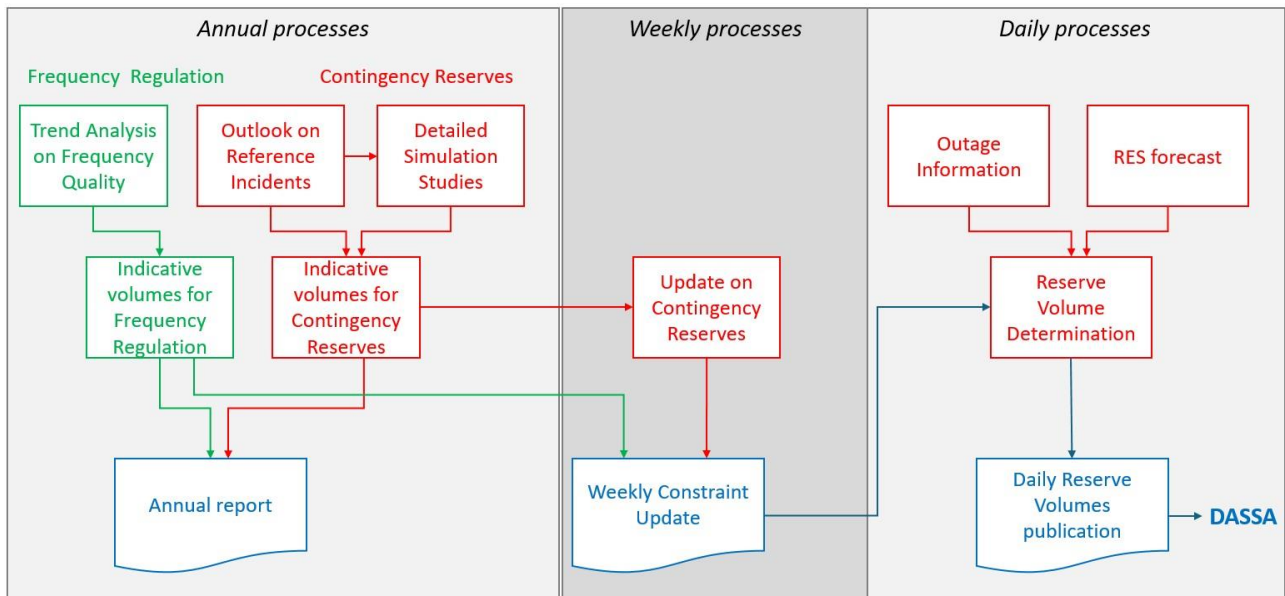 Annual processes
Frequency Regulation
Contingency Reserves
Trend Analysis
on Frequency
Quality
Outlook on
Reference
Incidents
Detailed
Simulation
Studies
Indicative
volumes for
Frequency
Regulation
Indicative
volumes for
Contingency
Reserves
Annual report
Weekly processes
Update on
Contingency
Reserves
Weekly Constraint
Update
Daily processes
Outage
Information
RES forecast
Reserve
Volume
Determination
Daily Reserve
Volumes
publication
DASSA